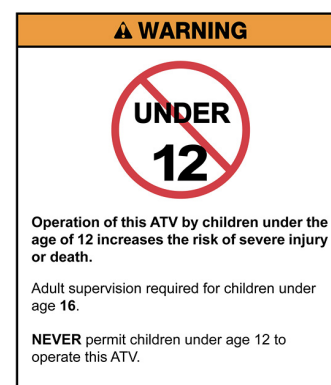 WARNING
UNDER
12
Operation of this ATV by children under the
age of 12 increases the risk of severe injury
or death.
Adult supervision required for children under
age 16.
NEVER permit children under age 12 to
operate this ATV.